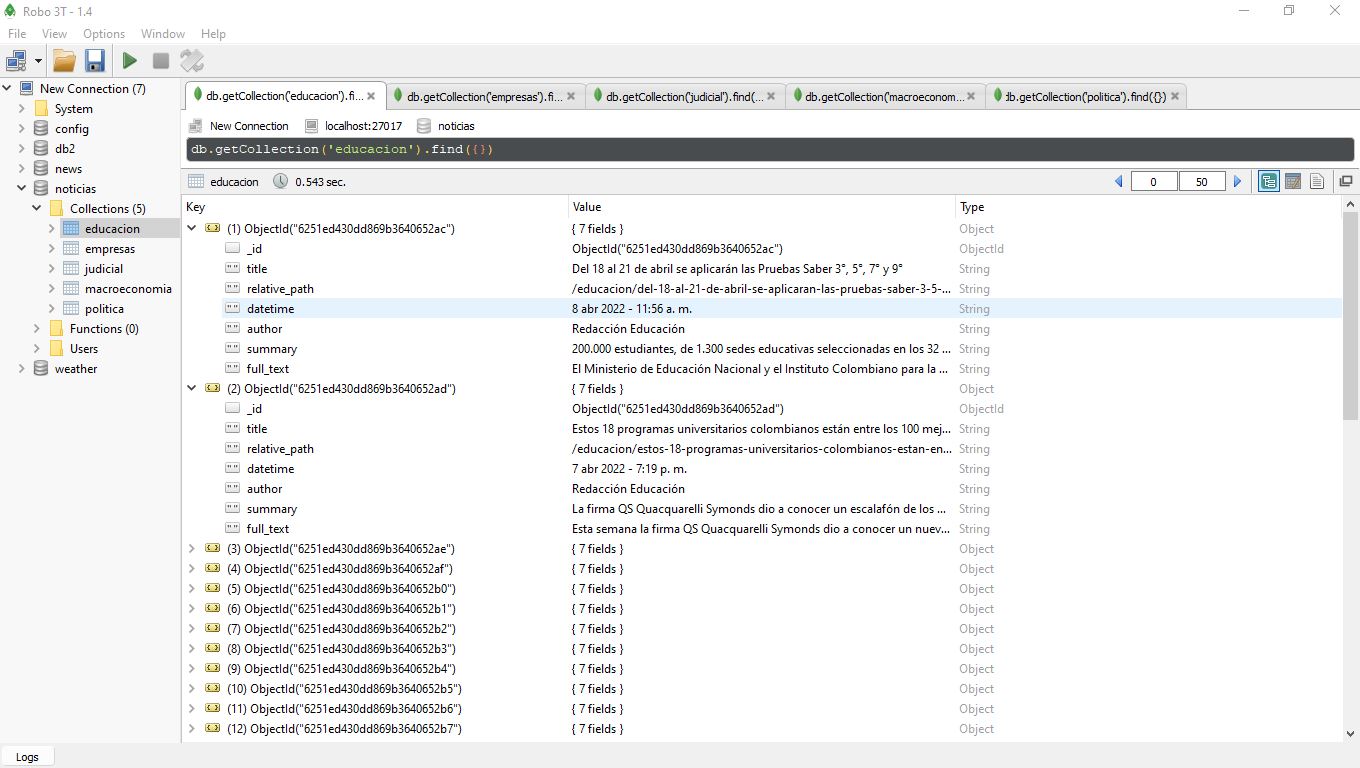 Robo 3T - 1.4
File View Options Window Help
New Connection (7)
System
config
db2
news
noticias
Collections (5)
educacion
empresas
judicial
macroeconomia
politica
Functions (0)
Users
weather
db.getCollection('educacion').fi...
db.getCollection('empresas').fi...
db.getCollection('judicial').find(...
db.getCollection('macroeconom...
db.getCollection('politica').find({})
New Connection localhost:27017 noticias
db.getCollection('educacion').find({})
educacion 0.543 sec. 0 50
Key Value Type
(1) ObjectId("6251ed430dd869b3640652ac") { 7 fields } Object
_id ObjectId("6251ed430dd869b3640652ac") ObjectId
title Del 18 al 21 de abril se aplicarán las Pruebas Saber 3°, 5°, 7° y 9° String
relative_path /educacion/del-18-al-21-de-abril-se-aplicaran-las-pruebas-saber-3-5-... String
datetime 8 abr 2022 - 11:56 a. m. String
author Redacción Educación String
summary 200.000 estudiantes, de 1.300 sedes educativas seleccionadas en los 32 ... String
full_text El Ministerio de Educación Nacional y el Instituto Colombiano para la ... String
(2) ObjectId("6251ed430dd869b3640652ad") { 7 fields } Object
_id ObjectId("6251ed430dd869b3640652ad") ObjectId
title Estos 18 programas universitarios colombianos están entre los 100 mej... String
relative_path /educacion/estos-18-programas-universitarios-colombianos-estan-en... String
datetime 7 abr 2022 - 7:19 p. m. String
author Redacción Educación String
summary La firma QS Quacquarelli Symonds dio a conocer un escalafón de los ... String
full_text Esta semana la firma QS Quacquarelli Symonds dio a conocer un nuev... String
(3) ObjectId("6251ed430dd869b3640652ae") { 7 fields } Object
(4) ObjectId("6251ed430dd869b3640652af") { 7 fields } Object
(5) ObjectId("6251ed430dd869b3640652b0") { 7 fields } Object
(6) ObjectId("6251ed430dd869b3640652b1") { 7 fields } Object
(7) ObjectId("6251ed430dd869b3640652b2") { 7 fields } Object
(8) ObjectId("6251ed430dd869b3640652b3") { 7 fields } Object
(9) ObjectId("6251ed430dd869b3640652b4") { 7 fields } Object
(10) ObjectId("6251ed430dd869b3640652b5") { 7 fields } Object
(11) ObjectId("6251ed430dd869b3640652b6") { 7 fields } Object
(12) ObjectId("6251ed430dd869b3640652b7") { 7 fields } Object
Logs